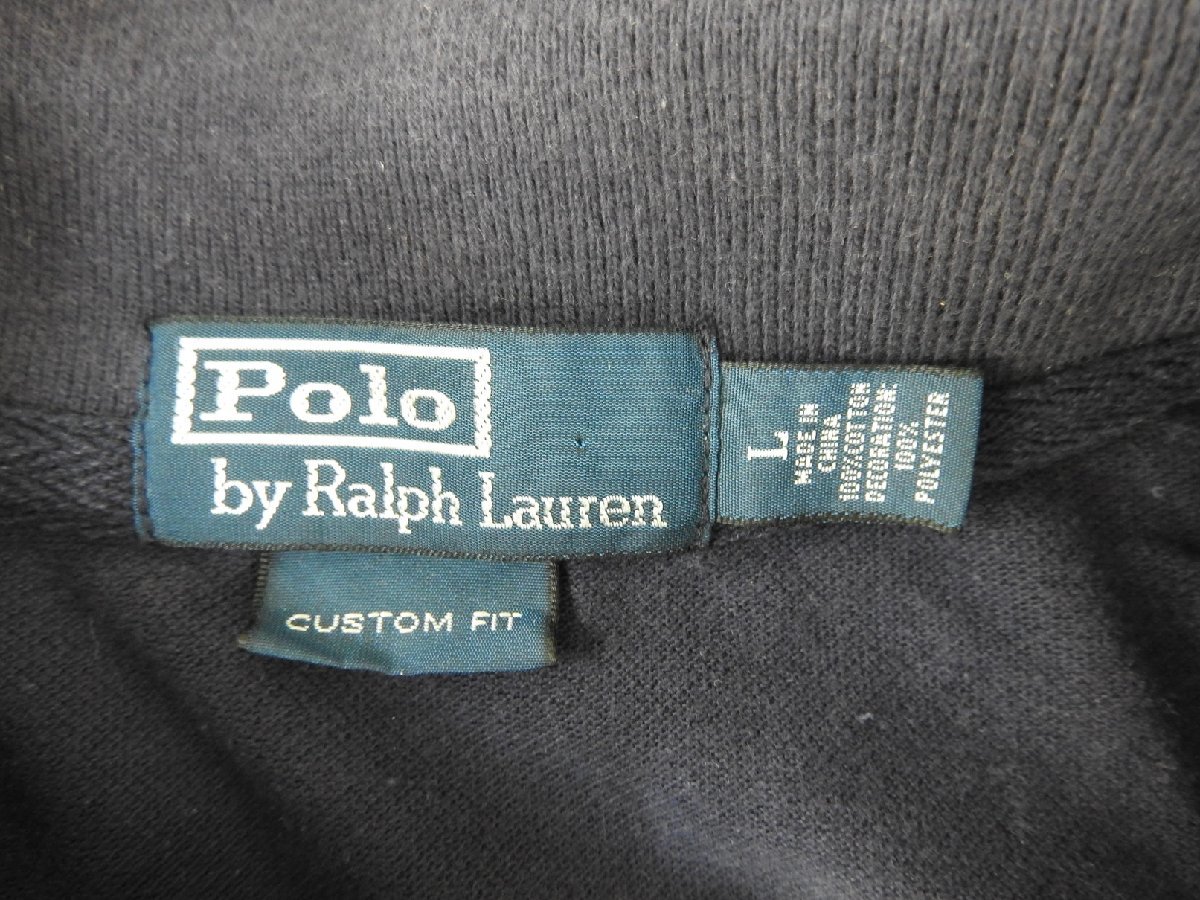 Polo
by Ralph Lauren
CUSTOM FIT
L
MADE IN
CHINA
100% COTTON
DECORATION:
100%
POLYESTER